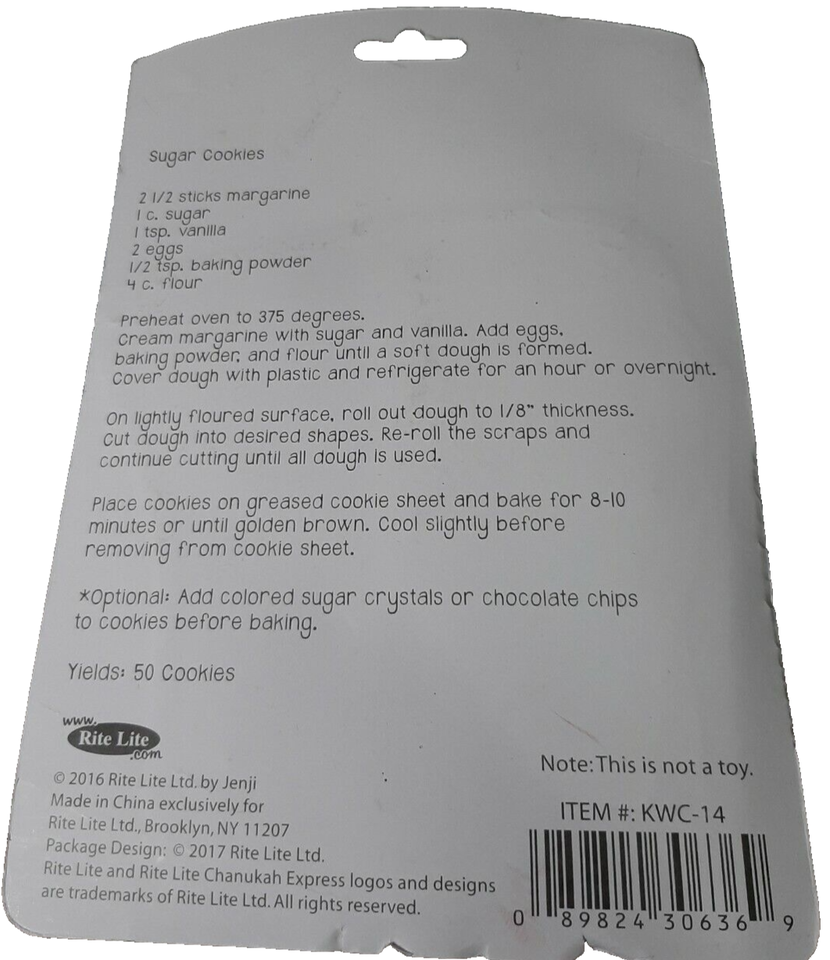 Sugar Cookies
2 1/2 sticks margarine
1 c. sugar
1 tsp. vanilla
2 eggs
1/2 tsp. baking powder
4 c. flour
Preheat oven to 375 degrees.
Cream margarine with sugar and vanilla. Add eggs,
baking powder, and flour until a soft dough is formed.
Cover dough with plastic and refrigerate for an hour or overnight.
On lightly floured surface, roll out dough to 1/8" thickness.
Cut dough into desired shapes. Re-roll the scraps and
continue cutting until all dough is used.
Place cookies on greased cookie sheet and bake for 8-10
minutes or until golden brown. Cool slightly before
removing from cookie sheet.
*Optional: Add colored sugar crystals or chocolate chips
to cookies before baking.
Yields: 50 Cookies
www.
Rite Lite
.com
© 2016 Rite Lite Ltd. by Jenji
Made in China exclusively for
Rite Lite Ltd., Brooklyn, NY 11207
Package Design: © 2017 Rite Lite Ltd.
Rite Lite and Rite Lite Chanukah Express logos and designs
are trademarks of Rite Lite Ltd. All rights reserved.
Note: This is not a toy.
ITEM #: KWC-14
0 89824 30636 9